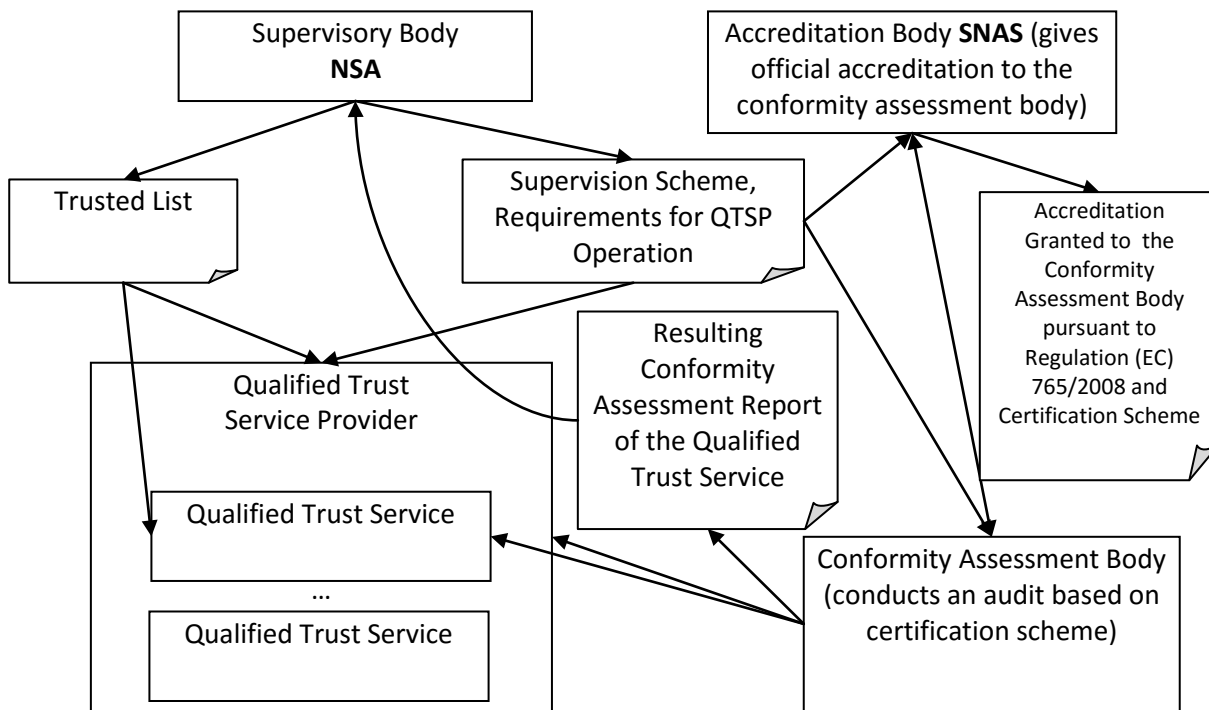 Supervisory Body
NSA
Accreditation Body SNAS (gives
official accreditation to the
conformity assessment body)
Trusted List
Supervision Scheme,
Requirements for QTSP
Operation
Accreditation
Granted to the
Conformity
Assessment Body
pursuant to
Regulation (EC)
765/2008 and
Certification Scheme
Resulting
Conformity
Assessment Report
of the Qualified
Trust Service
Qualified Trust
Service Provider
Qualified Trust Service
...
Qualified Trust Service
Conformity Assessment Body
(conducts an audit based on
certification scheme)